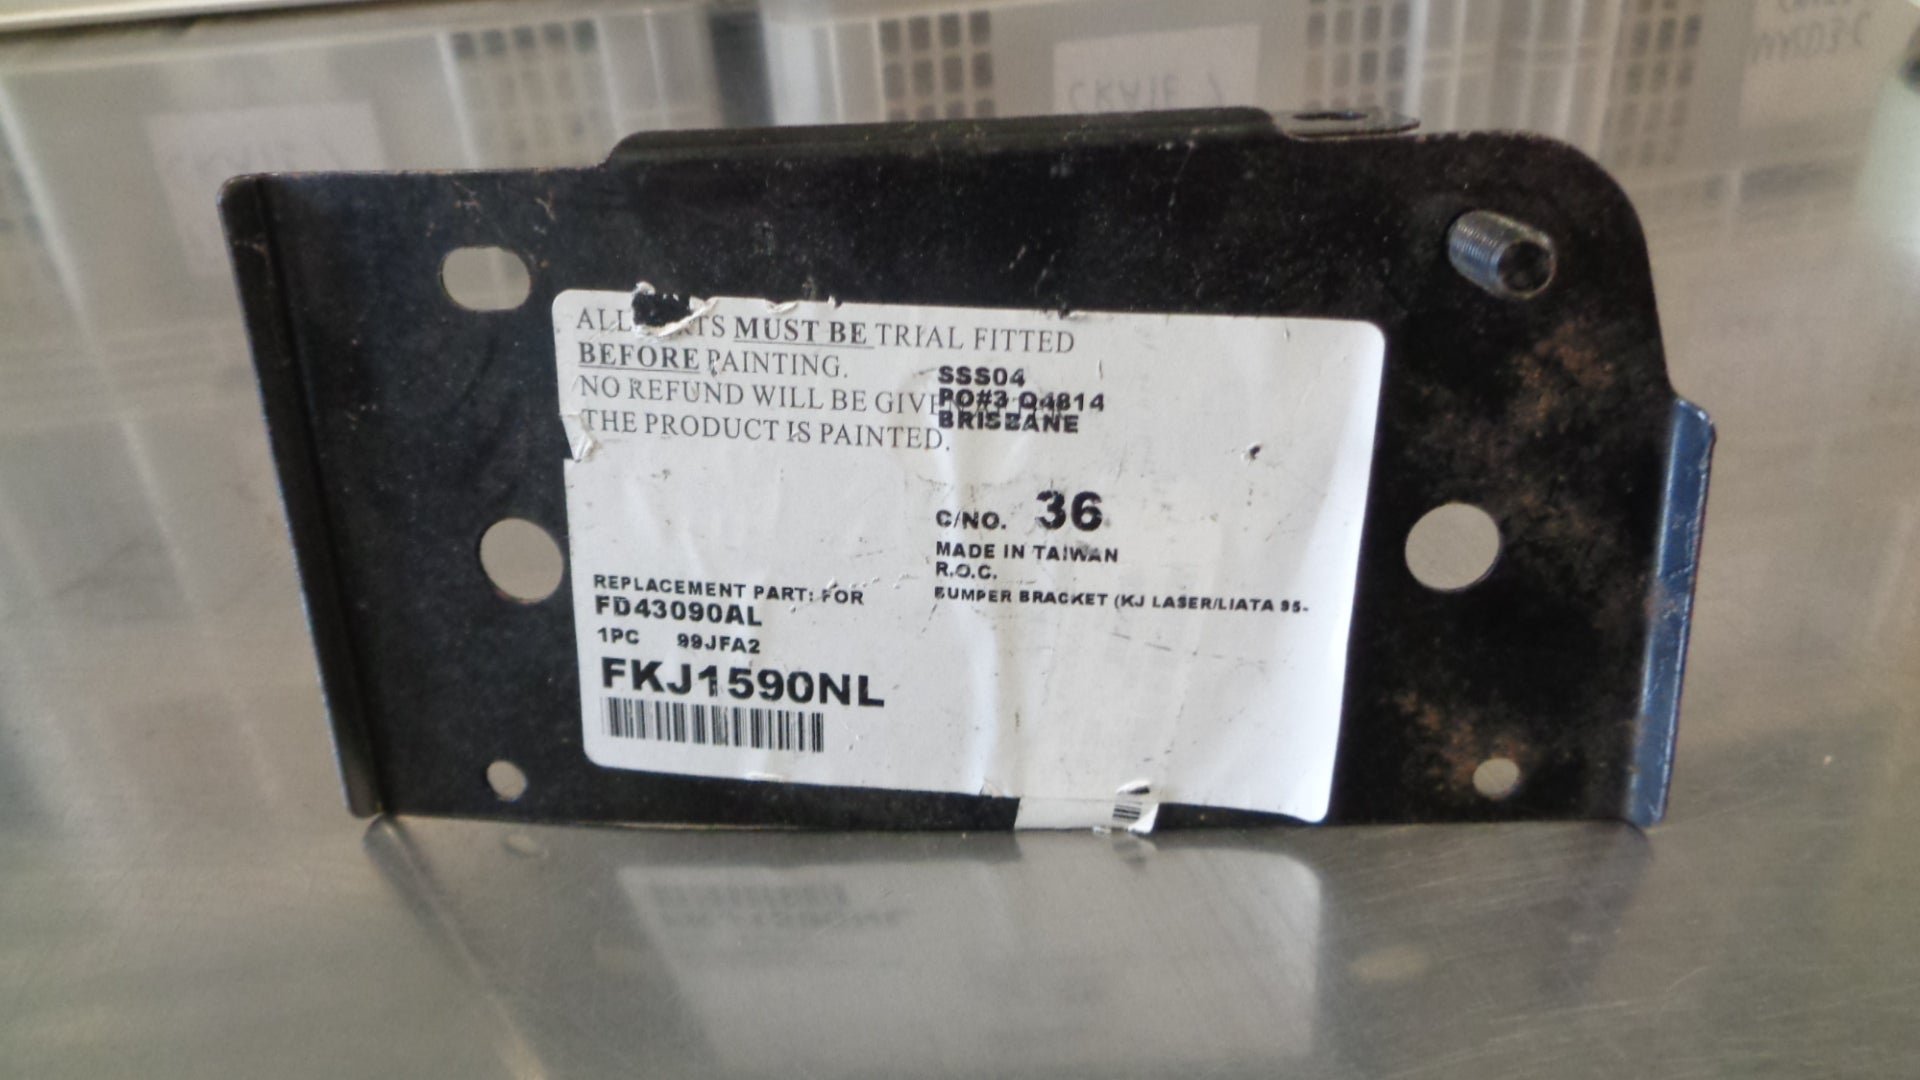 CRATE
ALL TS MUST BE TRIAL FITTED
BEFORE PAINTING.
NO REFUND WILL BE GIVE
THE PRODUCT IS PAINTED.
SSS04
PO#3 Q4814
BRISBANE
C/NO. 36
MADE IN TAIWAN
R.O.C.
BUMPER BRACKET (KJ LASER/LIATA 95-
REPLACEMENT PART: FOR
FD43090AL
1PC 99JFA2
FKJ1590NL